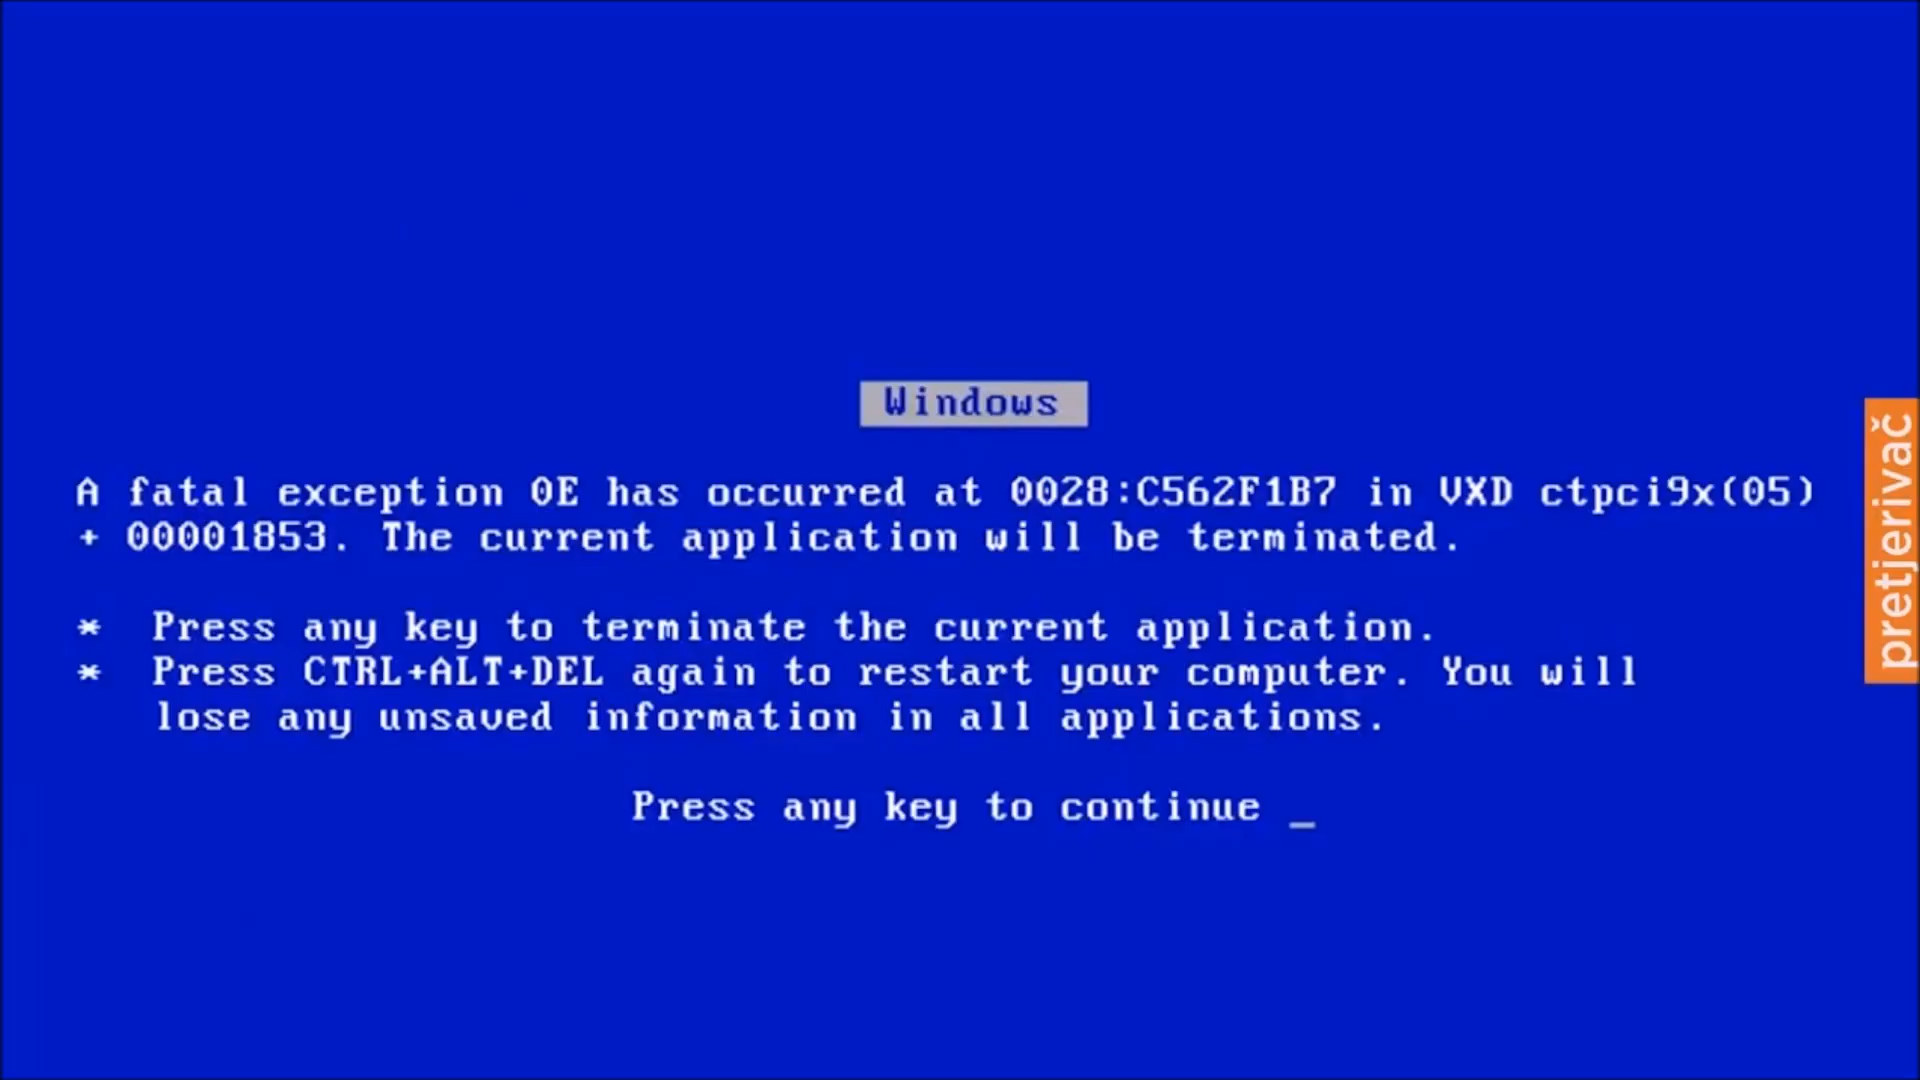 Windows
A fatal exception 0E has occurred at 0028:C562F1B7 in VXD ctpci9x(05)
+ 00001853. The current application will be terminated.
* Press any key to terminate the current application.
* Press CTRL+ALT+DEL again to restart your computer. You will
lose any unsaved information in all applications.
Press any key to continue _
pretjerivač